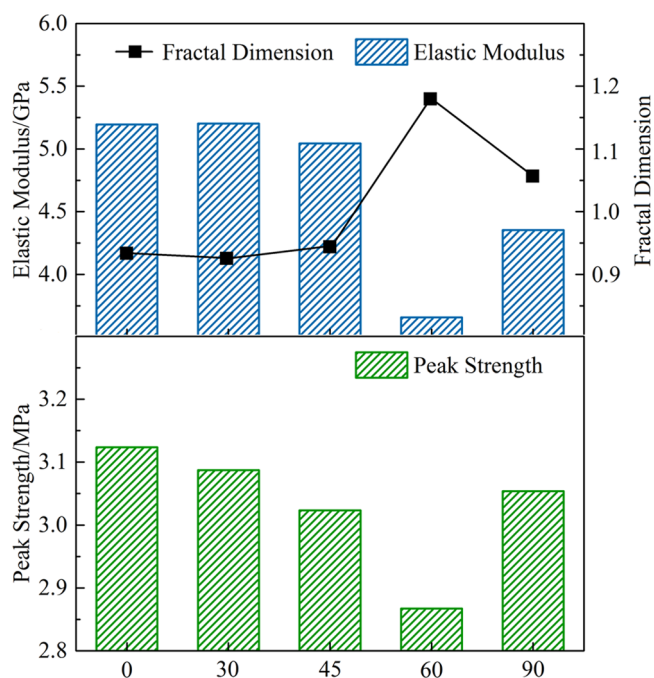 6.0
Fractal Dimension Elastic Modulus
5.5 1.2
5.0 1.1
4.5 1.0
4.0 0.9
Elastic Modulus/GPa
Fractal Dimension
Peak Strength
3.2
3.1
3.0
2.9
2.8
Peak Strength/MPa
0 30 45 60 90